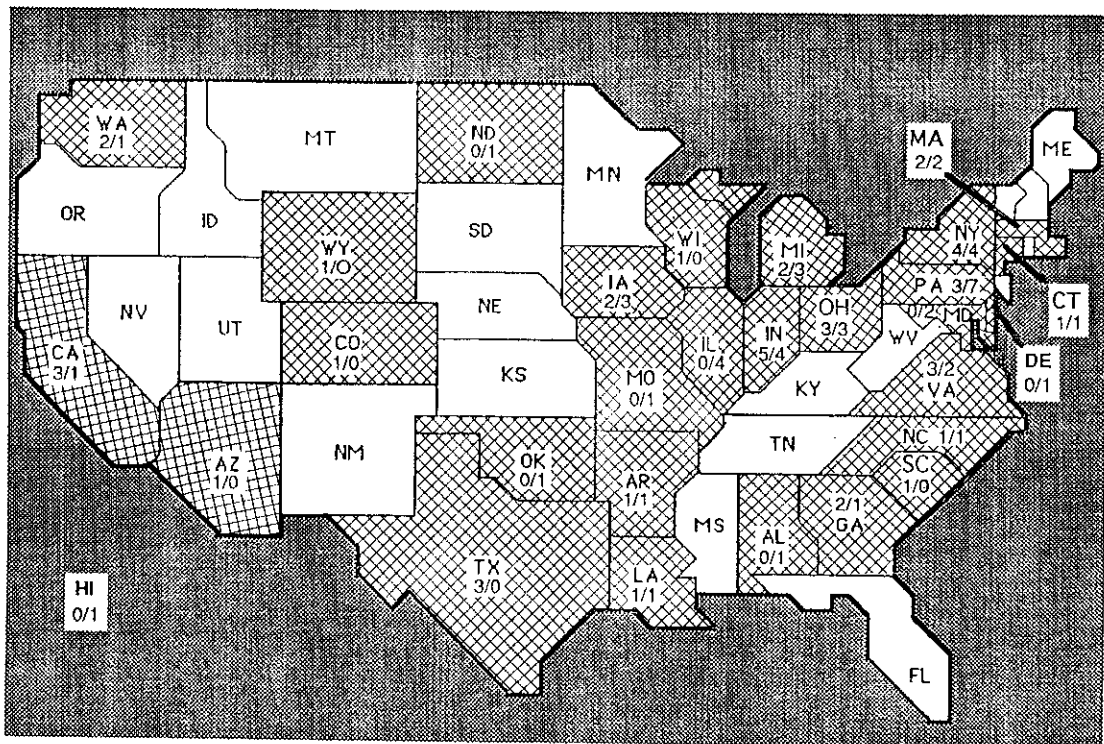 WA
2/1
MT
ND
0/1
MN
MA
2/2
ME
OR
ID
WY
1/0
SD
WI
1/0
MI
2/3
NY
4/4
CT
1/1
NV
UT
CO
1/0
NE
IA
2/3
IL
0/4
IN
5/4
OH
3/3
PA 3/7
0/2 MD
WV
DE
0/1
CA
3/1
KS
MO
0/1
KY
3/2
VA
AZ
1/0
NM
OK
0/1
AR
1/1
TN
NC 1/1
SC
1/0
TX
3/0
LA
1/1
MS
AL
0/1
2/1
GA
HI
0/1
FL